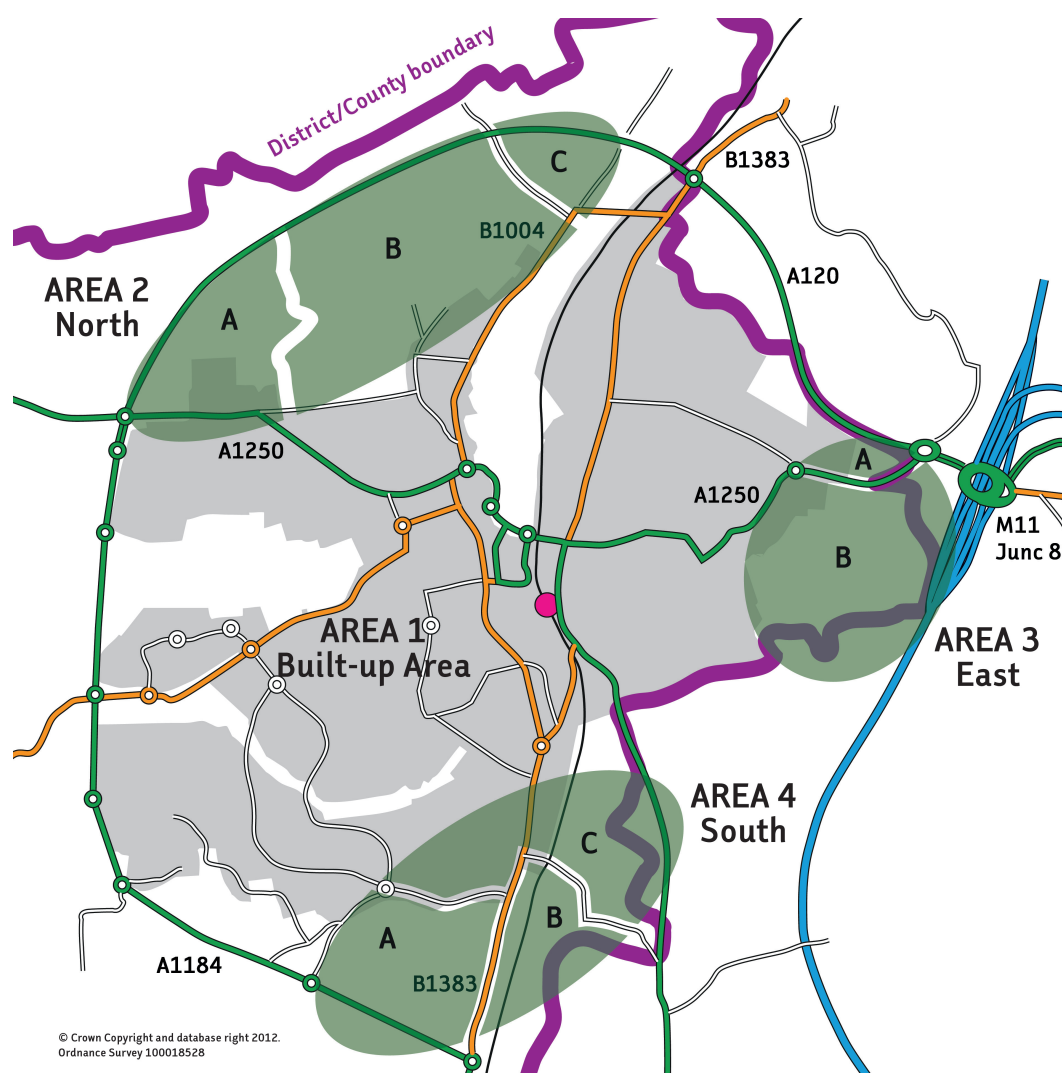 District/County boundary
C
B1383
B1004
B
A120
AREA 2
North
A
A1250
A
A1250
M11
Junc 8
B
AREA 1
Built-up Area
AREA 3
East
AREA 4
South
C
B
A
A1184
B1383
© Crown Copyright and database right 2012.
Ordnance Survey 100018528